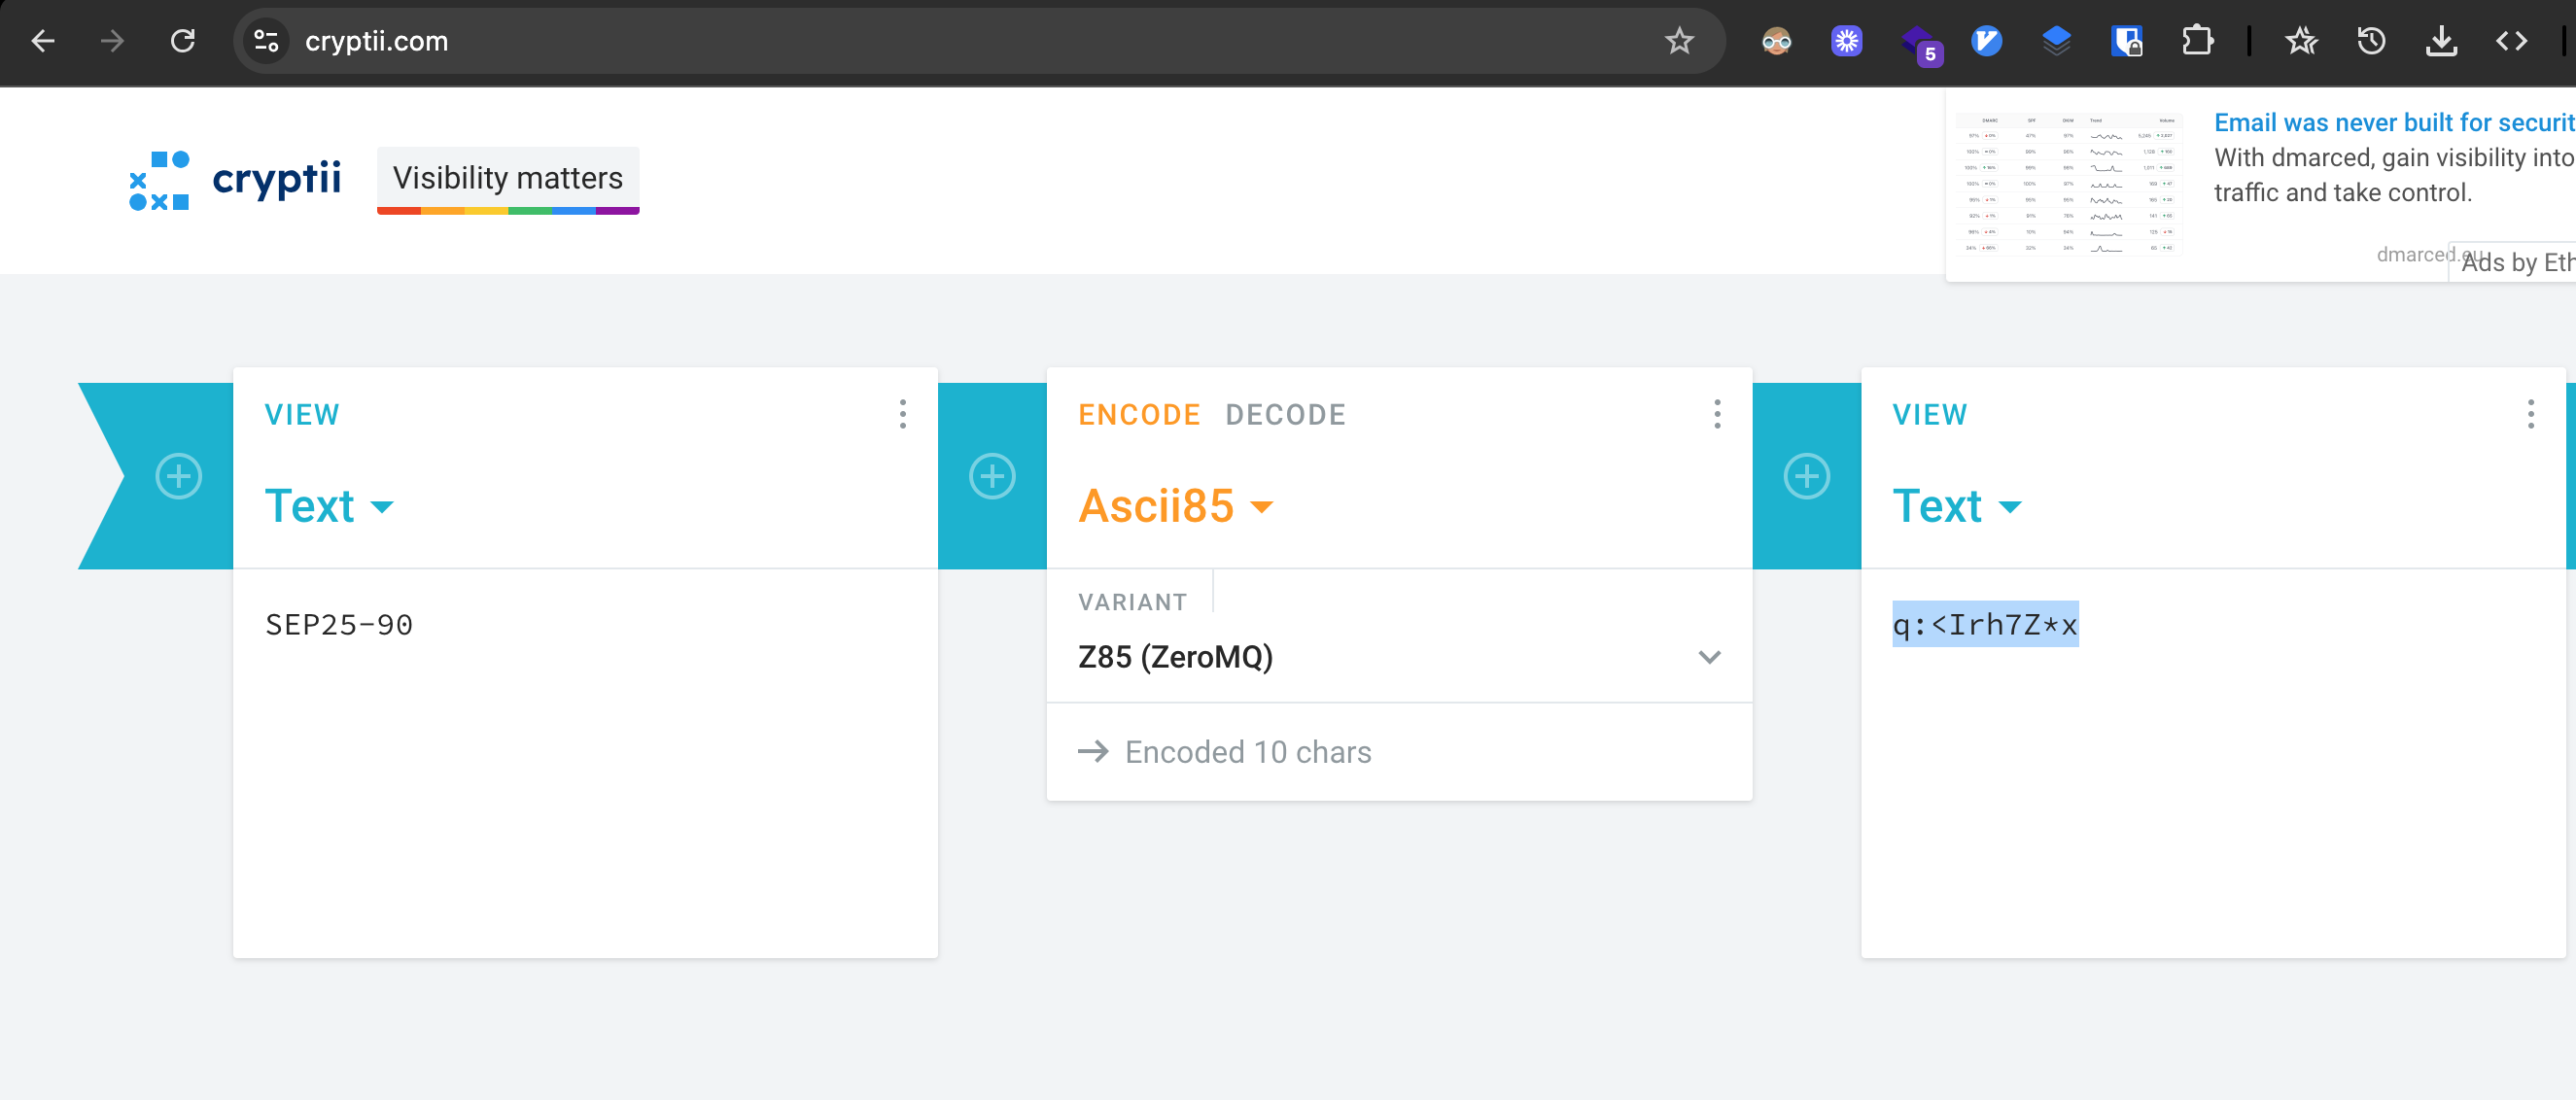 cryptii.com
5
cryptii
Visibility matters
Email was never built for securit
With dmarced, gain visibility into
traffic and take control.
dmarced.eu
Ads by Eth
VIEW
Text
SEP25-90
ENCODE DECODE
Ascii85
VARIANT
Z85 (ZeroMQ)
→ Encoded 10 chars
VIEW
Text
q:<Irh7Z*x